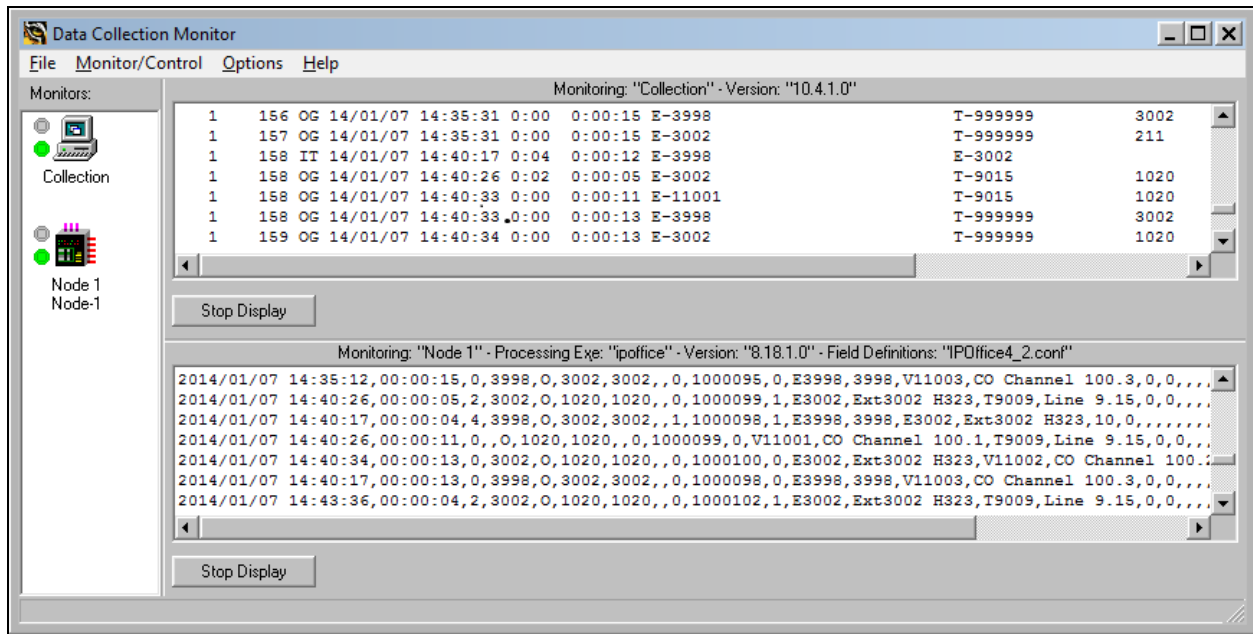 Data Collection Monitor
File Monitor/Control Options Help
Monitors:
Collection
Node 1
Node-1
Monitoring: "Collection" - Version: "10.4.1.0"
1 156 OG 14/01/07 14:35:31 0:00 0:00:15 E-3998 T-999999 3002
1 157 OG 14/01/07 14:35:31 0:00 0:00:15 E-3002 T-999999 211
1 158 IT 14/01/07 14:40:17 0:04 0:00:12 E-3998 E-3002
1 158 OG 14/01/07 14:40:26 0:02 0:00:05 E-3002 T-9015 1020
1 158 OG 14/01/07 14:40:33 0:00 0:00:11 E-11001 T-9015 1020
1 158 OG 14/01/07 14:40:33 0:00 0:00:13 E-3998 T-999999 3002
1 159 OG 14/01/07 14:40:34 0:00 0:00:13 E-3002 T-999999 1020
Stop Display
Monitoring: "Node 1" - Processing Exe: "ipoffice" - Version: "8.18.1.0" - Field Definitions: "IPOffice4_2.conf"
2014/01/07 14:35:12,00:00:15,0,3998,O,3002,3002,,0,1000095,0,E3998,3998,V11003,CO Channel 100.3,0,0,,,,
2014/01/07 14:40:26,00:00:05,2,3002,O,1020,1020,,0,1000099,1,E3002,Ext3002 H323,T9009,Line 9.15,0,0,,,,
2014/01/07 14:40:17,00:00:04,4,3998,O,3002,3002,,1,1000098,1,E3998,3998,E3002,Ext3002 H323,10,0,,,,,,,,
2014/01/07 14:40:26,00:00:11,0,,O,1020,1020,,0,1000099,0,V11001,CO Channel 100.1,T9009,Line 9.15,0,0,,,
2014/01/07 14:40:34,00:00:13,0,3002,O,1020,1020,,0,1000100,0,E3002,Ext3002 H323,V11002,CO Channel 100.2
2014/01/07 14:40:17,00:00:13,0,3998,O,3002,3002,,0,1000098,0,E3998,3998,V11003,CO Channel 100.3,0,0,,,,
2014/01/07 14:43:36,00:00:04,2,3002,O,1020,1020,,0,1000102,1,E3002,Ext3002 H323,T9009,Line 9.15,0,0,,,,
Stop Display